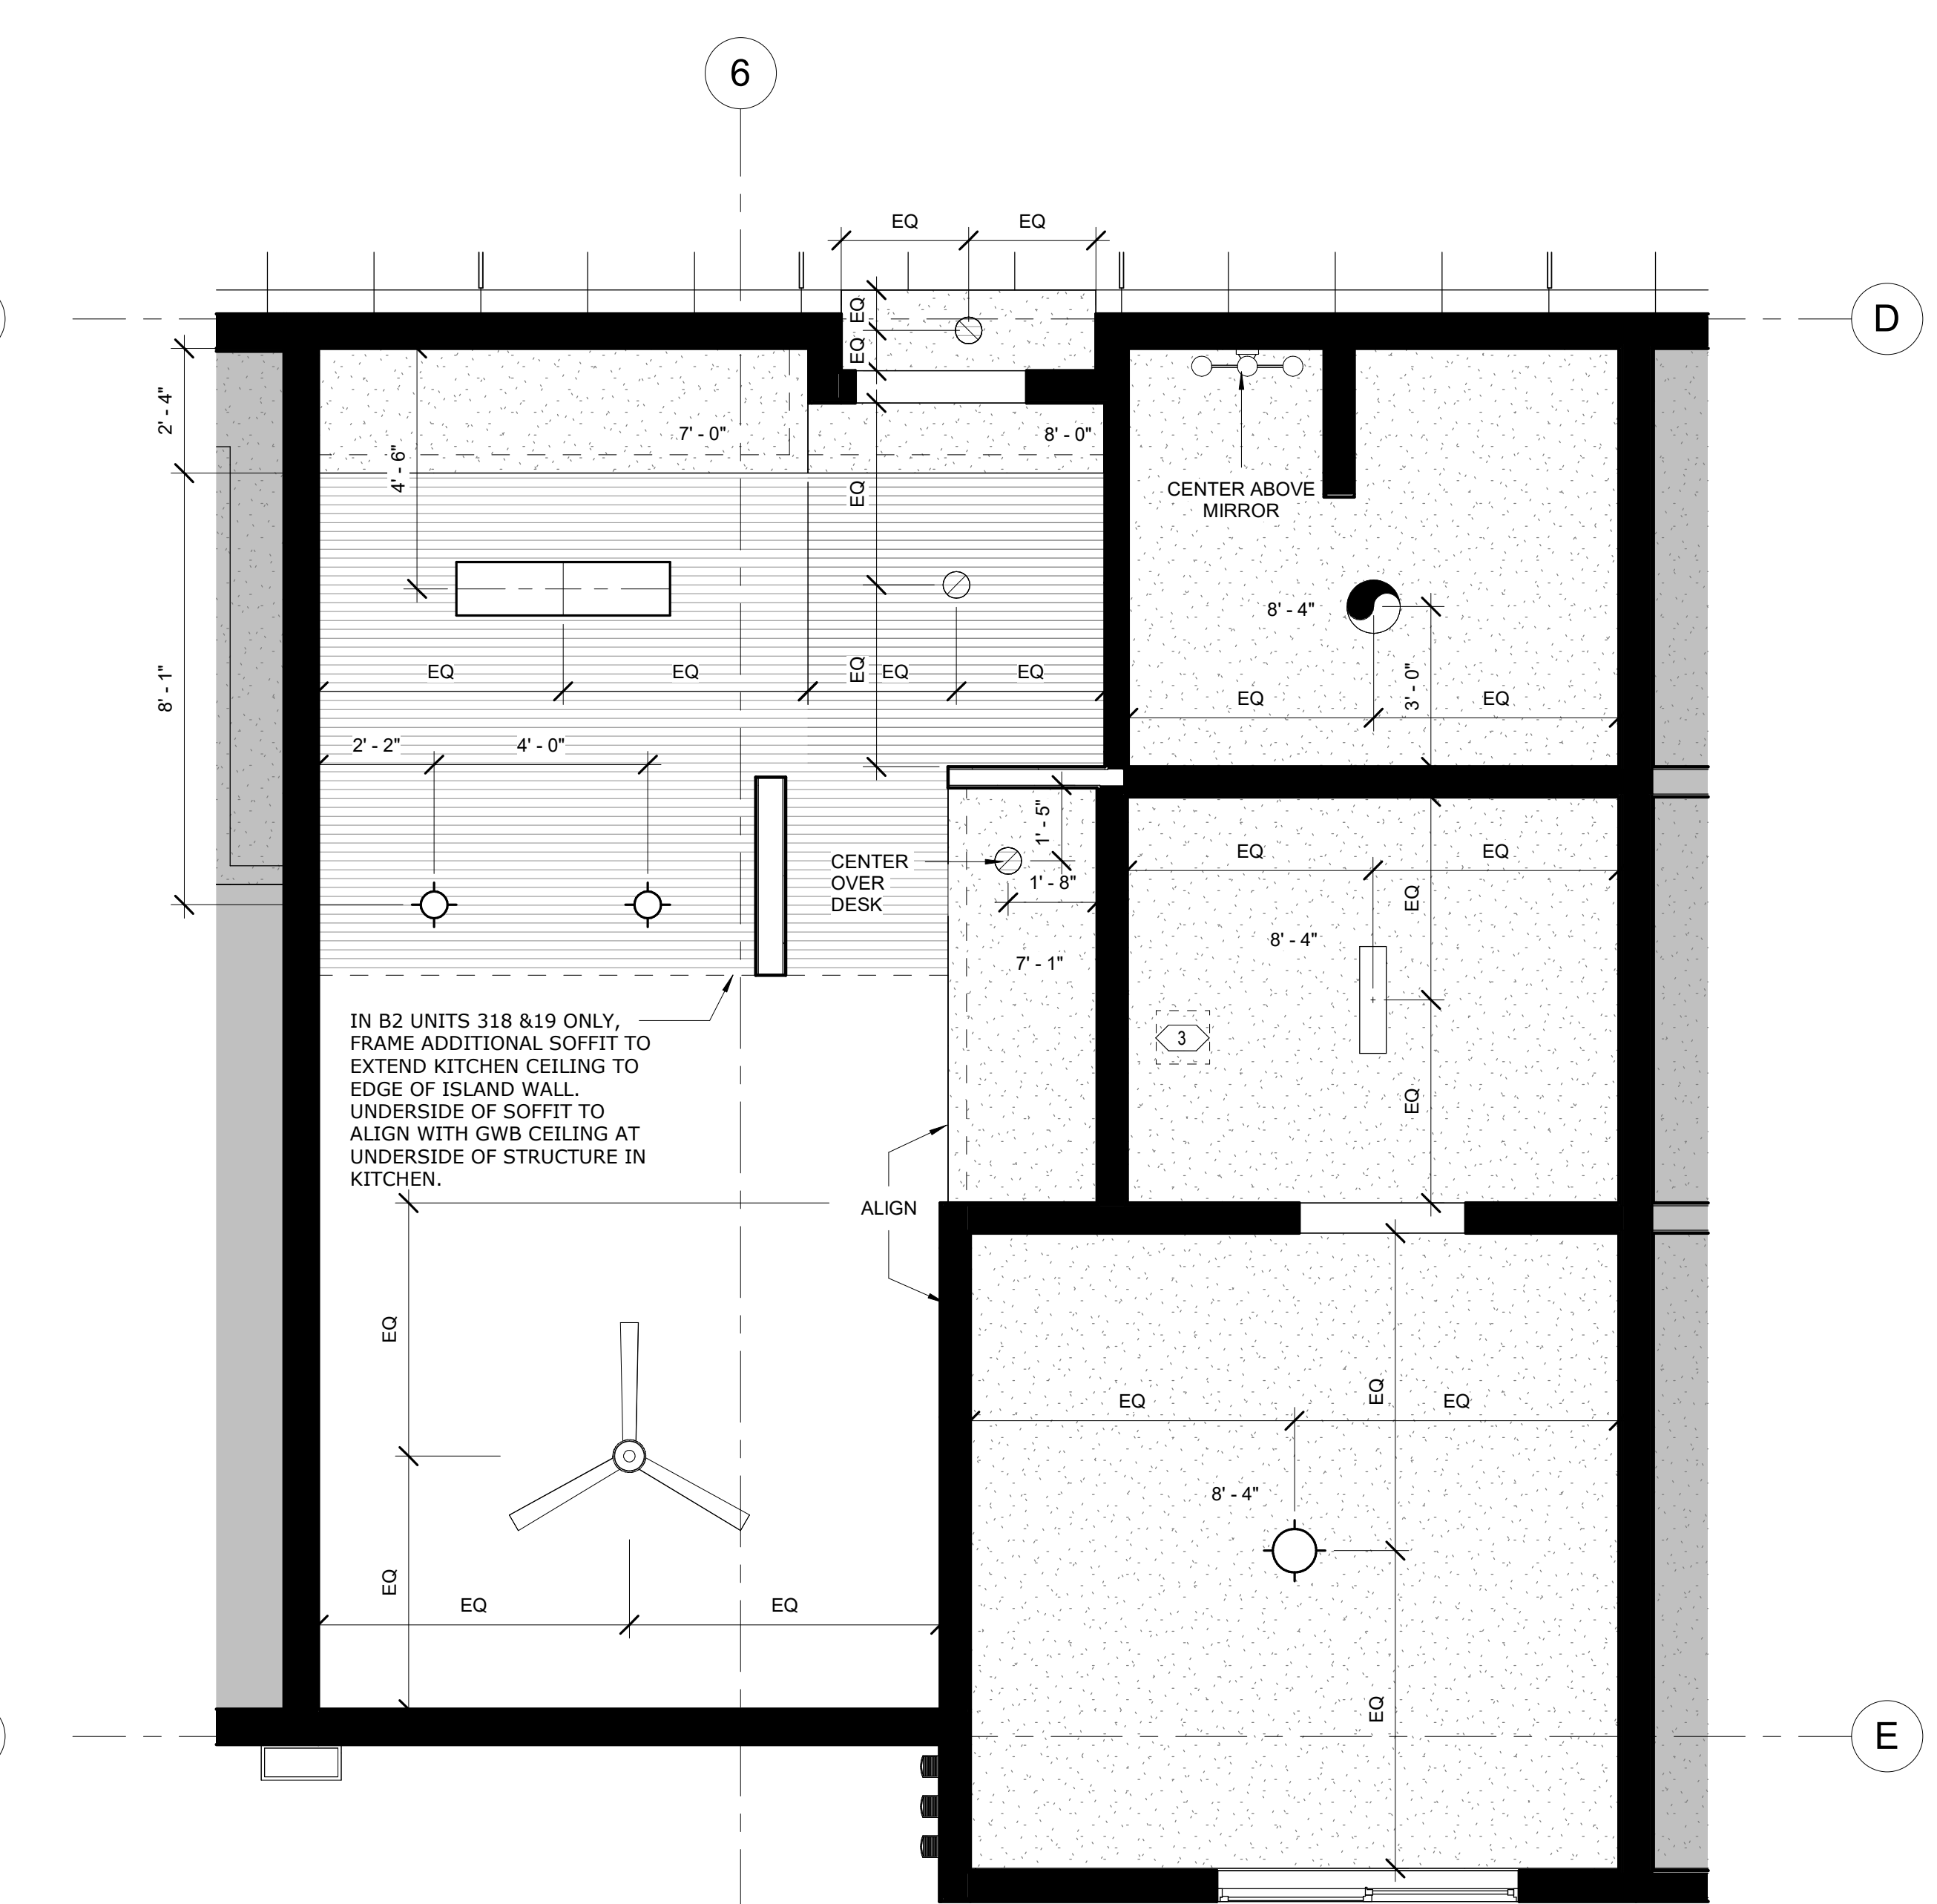 6
EQ EQ
EQ
D
EQ
2' - 4"
7' - 0"
8' - 0"
4' - 6"
EQ
CENTER ABOVE
MIRROR
8' - 4"
EQ EQ EQ EQ EQ
8' - 1"
3' - 0"
EQ EQ
2' - 2" 4' - 0"
1' - 5"
CENTER
OVER
DESK
1' - 8"
EQ EQ
EQ
8' - 4"
7' - 1"
3
IN B2 UNITS 318 &19 ONLY,
FRAME ADDITIONAL SOFFIT TO
EXTEND KITCHEN CEILING TO
EDGE OF ISLAND WALL.
UNDERSIDE OF SOFFIT TO
ALIGN WITH GWB CEILING AT
UNDERSIDE OF STRUCTURE IN
KITCHEN.
EQ
ALIGN
EQ
EQ
EQ EQ
8' - 4"
EQ
EQ EQ
EQ
E